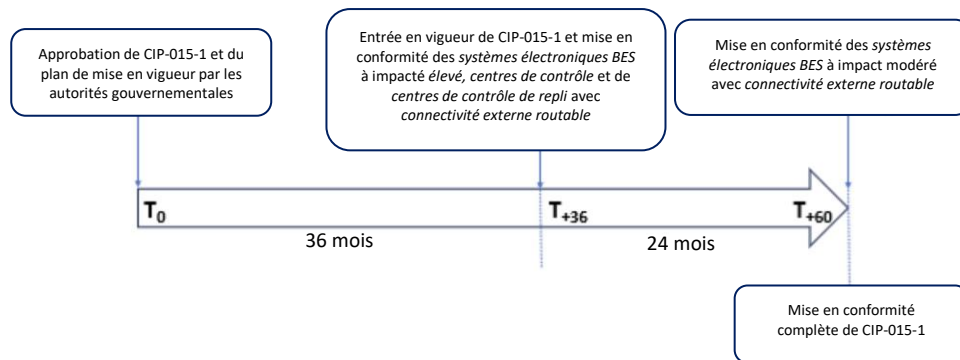 Approbation de CIP-015-1 et du
plan de mise en vigueur par les
autorités gouvernementales
Entrée en vigueur de CIP-015-1 et mise en
conformité des systèmes électroniques BES
à impacté élevé, centres de contrôle et de
centres de contrôle de repli avec
connectivité externe routable
Mise en conformité des systèmes
électroniques BES à impact modéré
avec connectivité externe routable
T0
T+36
T+60
36 mois
24 mois
Mise en conformité
complète de CIP-015-1